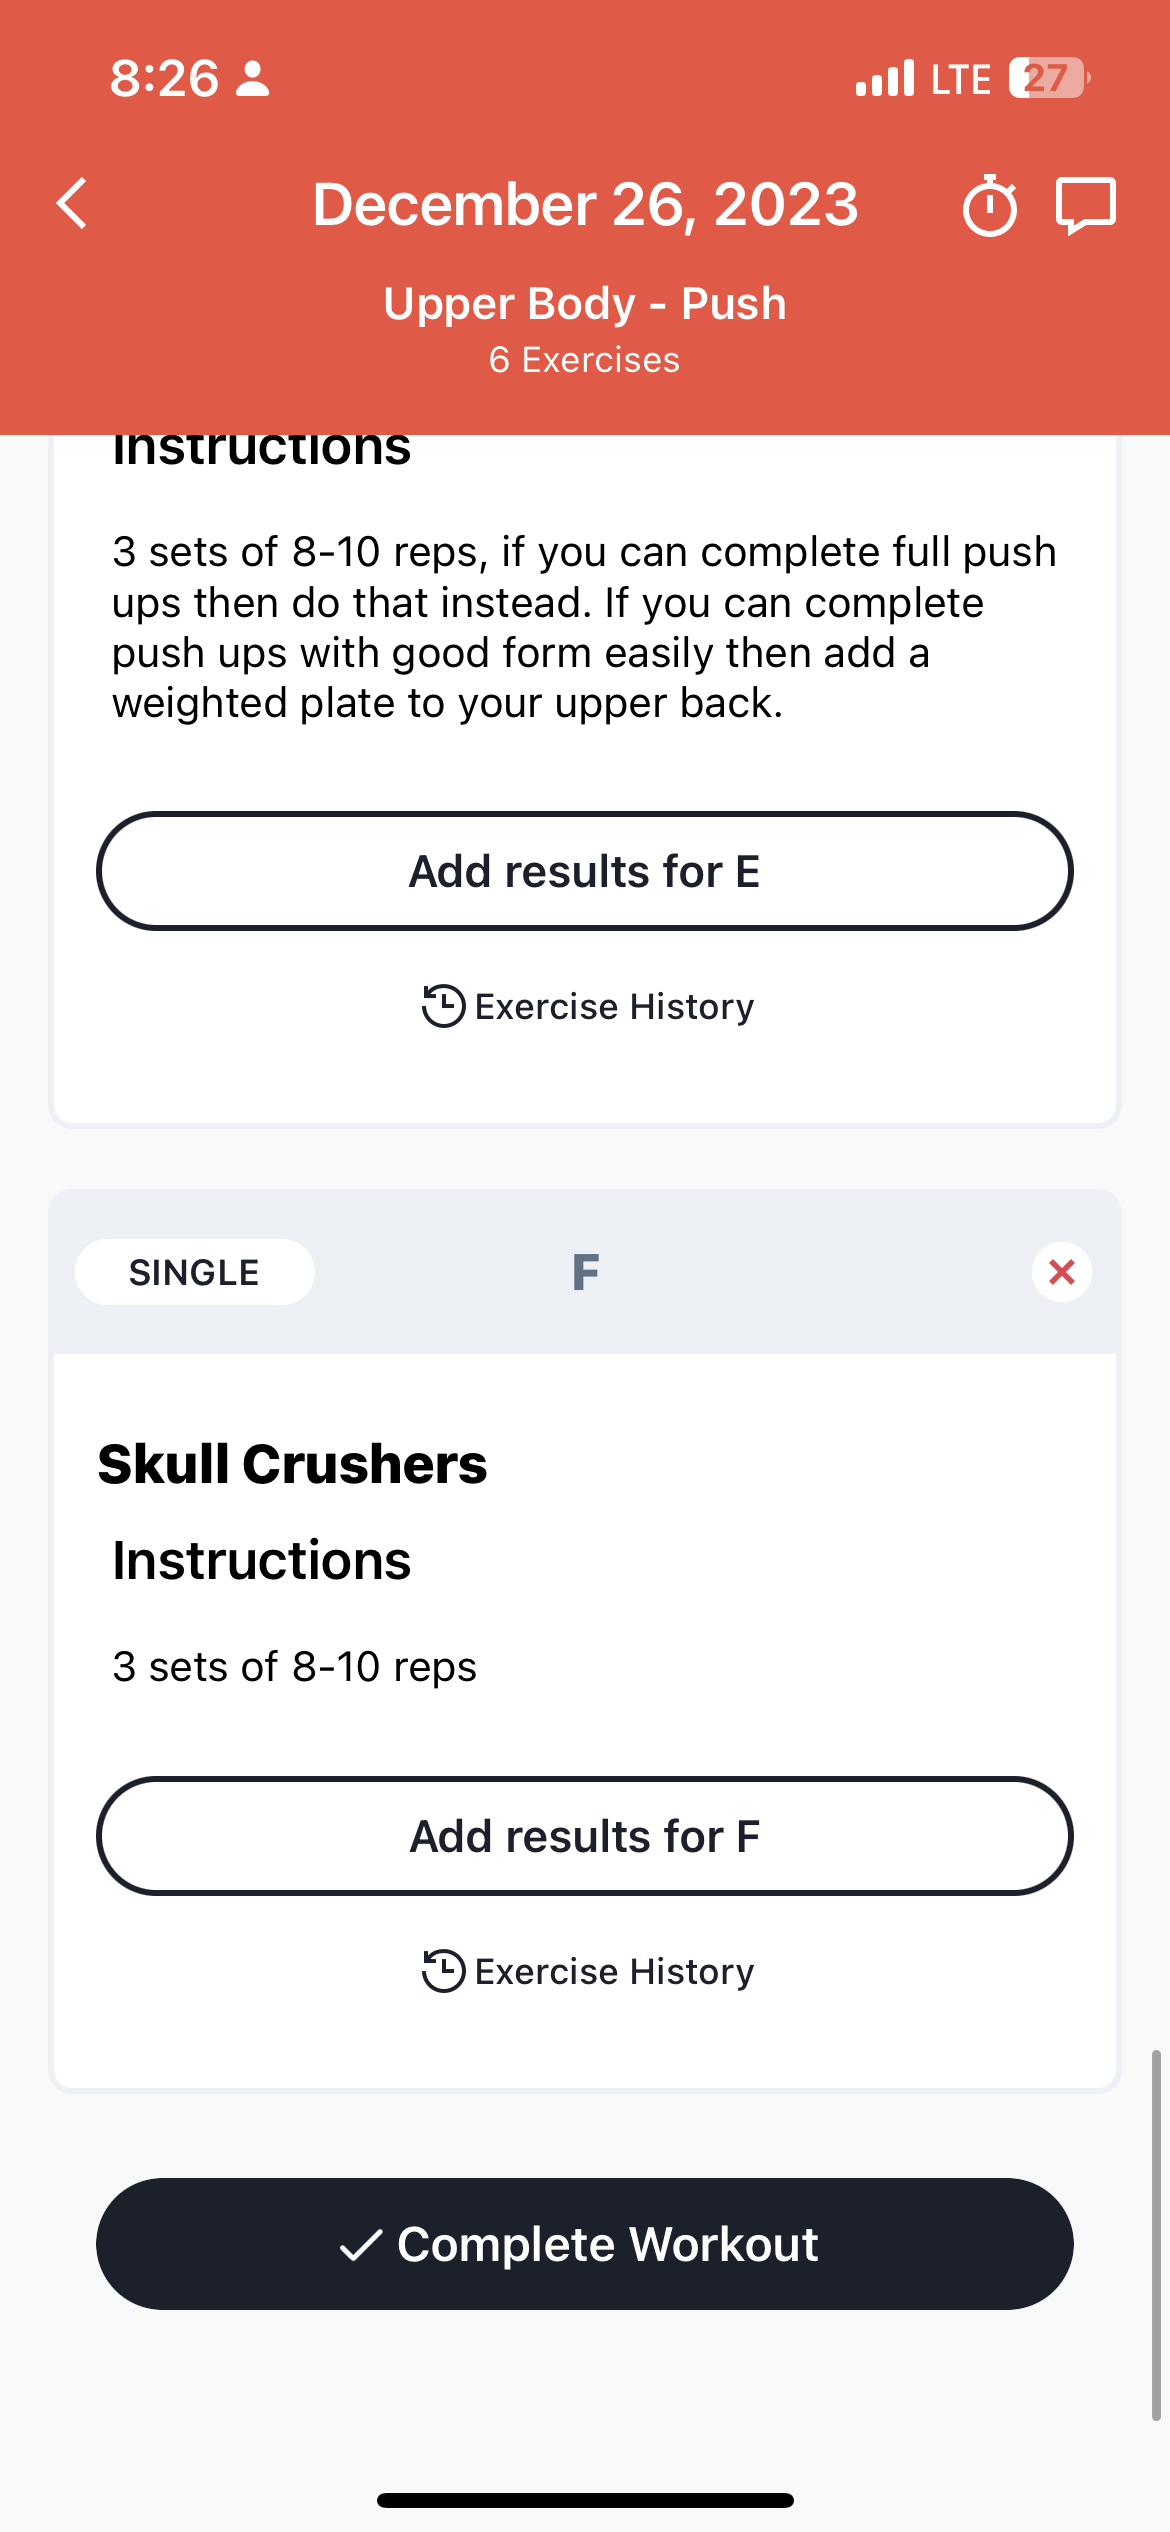 8:26
LTE
27
December 26, 2023
Upper Body - Push
6 Exercises
Instructions
3 sets of 8-10 reps, if you can complete full push
ups then do that instead. If you can complete
push ups with good form easily then add a
weighted plate to your upper back.
Add results for E
Exercise History
SINGLE
F
Skull Crushers
Instructions
3 sets of 8-10 reps
Add results for F
Exercise History
Complete Workout